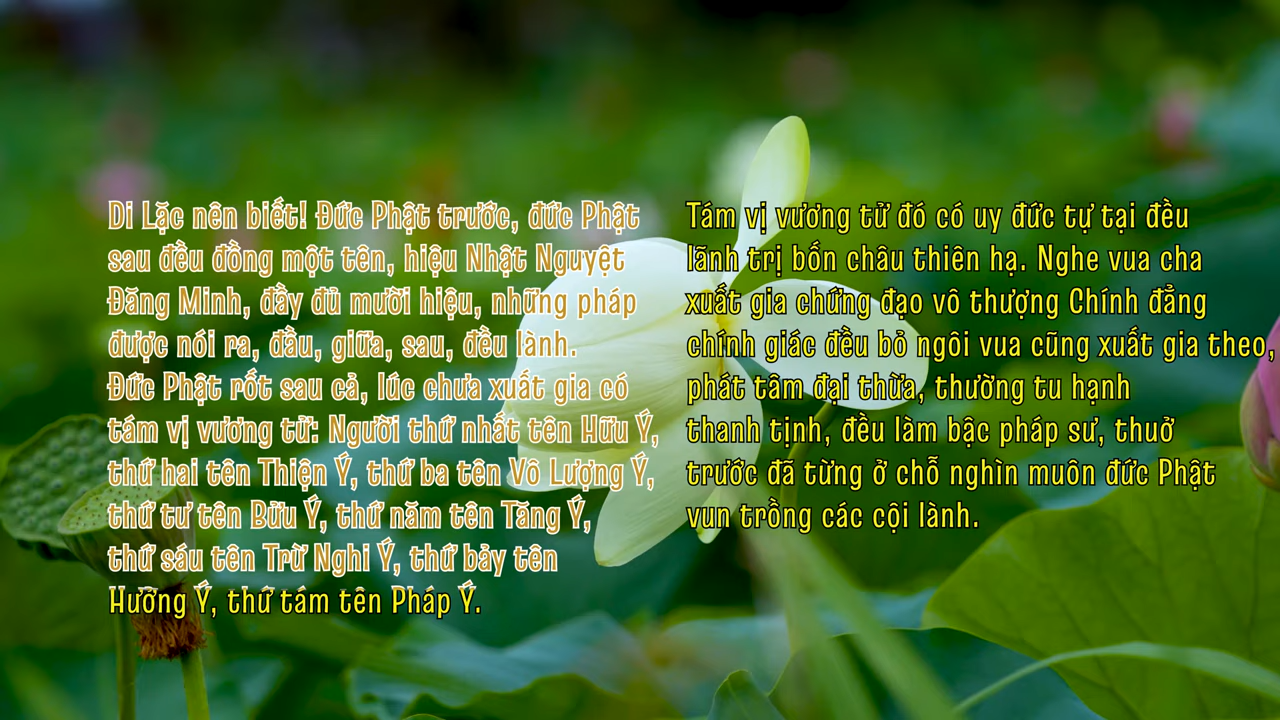 Di Lặc nên biết! Đức Phật trước, đức Phật
sau đều đồng một tên, hiệu Nhật Nguyệt
Đăng Minh, đầy đủ mười hiệu, những pháp
được nói ra, đầu, giữa, sau, đều lành.
Đức Phật rốt sau cả, lúc chưa xuất gia có
tám vị vương tử: Người thứ nhất tên Hữu Ý,
thứ hai tên Thiện Ý, thứ ba tên Vô Lượng Ý,
thứ tư tên Bửu Ý, thứ năm tên Tăng Ý,
thứ sáu tên Trừ Nghi Ý, thứ bảy tên
Hưởng Ý, thứ tám tên Pháp Ý.
Tám vị vương tử đó có uy đức tự tại đều
lãnh trị bốn châu thiên hạ. Nghe vua cha
xuất gia chứng đạo vô thượng Chính đẳng
chính giác đều bỏ ngôi vua cũng xuất gia theo,
phát tâm đại thừa, thường tu hạnh
thanh tịnh, đều làm bậc pháp sư, thuở
trước đã từng ở chỗ nghìn muôn đức Phật
vun trồng các cội lành.